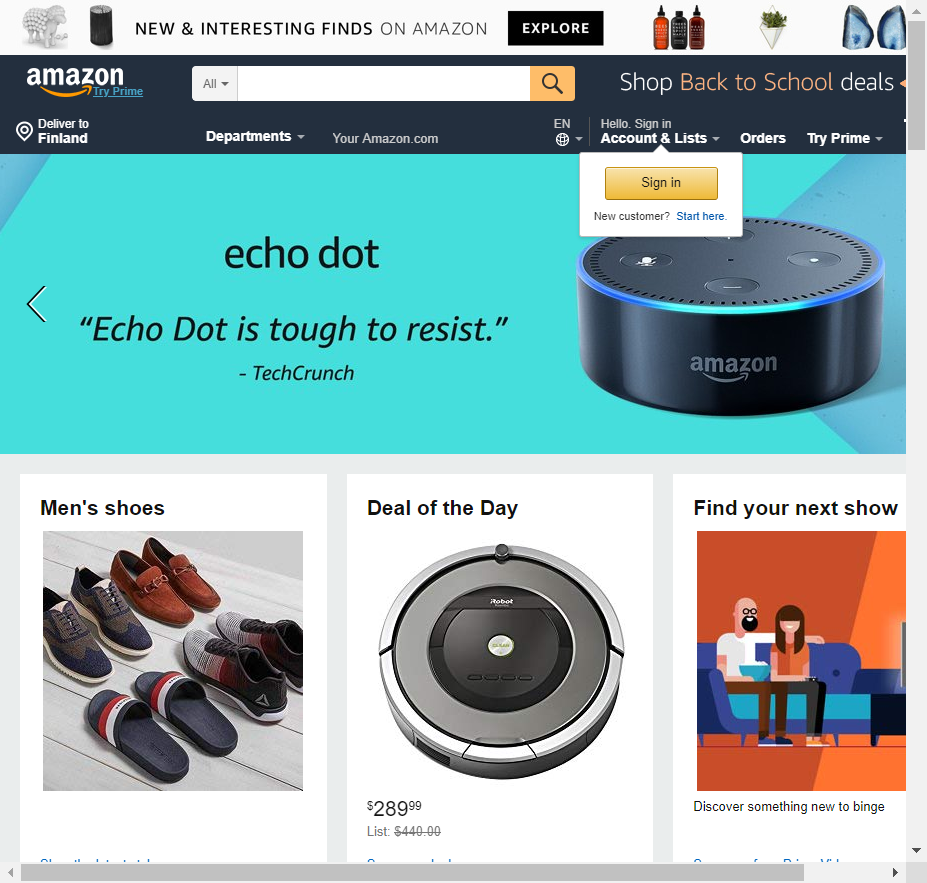 NEW & INTERESTING FINDS ON AMAZON
EXPLORE
amazon
Try Prime
All
Shop Back to School deals
Deliver to
Finland
Departments
Your Amazon.com
EN
Hello. Sign in
Account & Lists
Orders
Try Prime
Sign in
New customer? Start here.
echo dot
“Echo Dot is tough to resist.”
- TechCrunch
amazon
Men's shoes
Deal of the Day
Find your next show
iRobot
CLEAN
$289.99
List: $440.00
Discover something new to binge